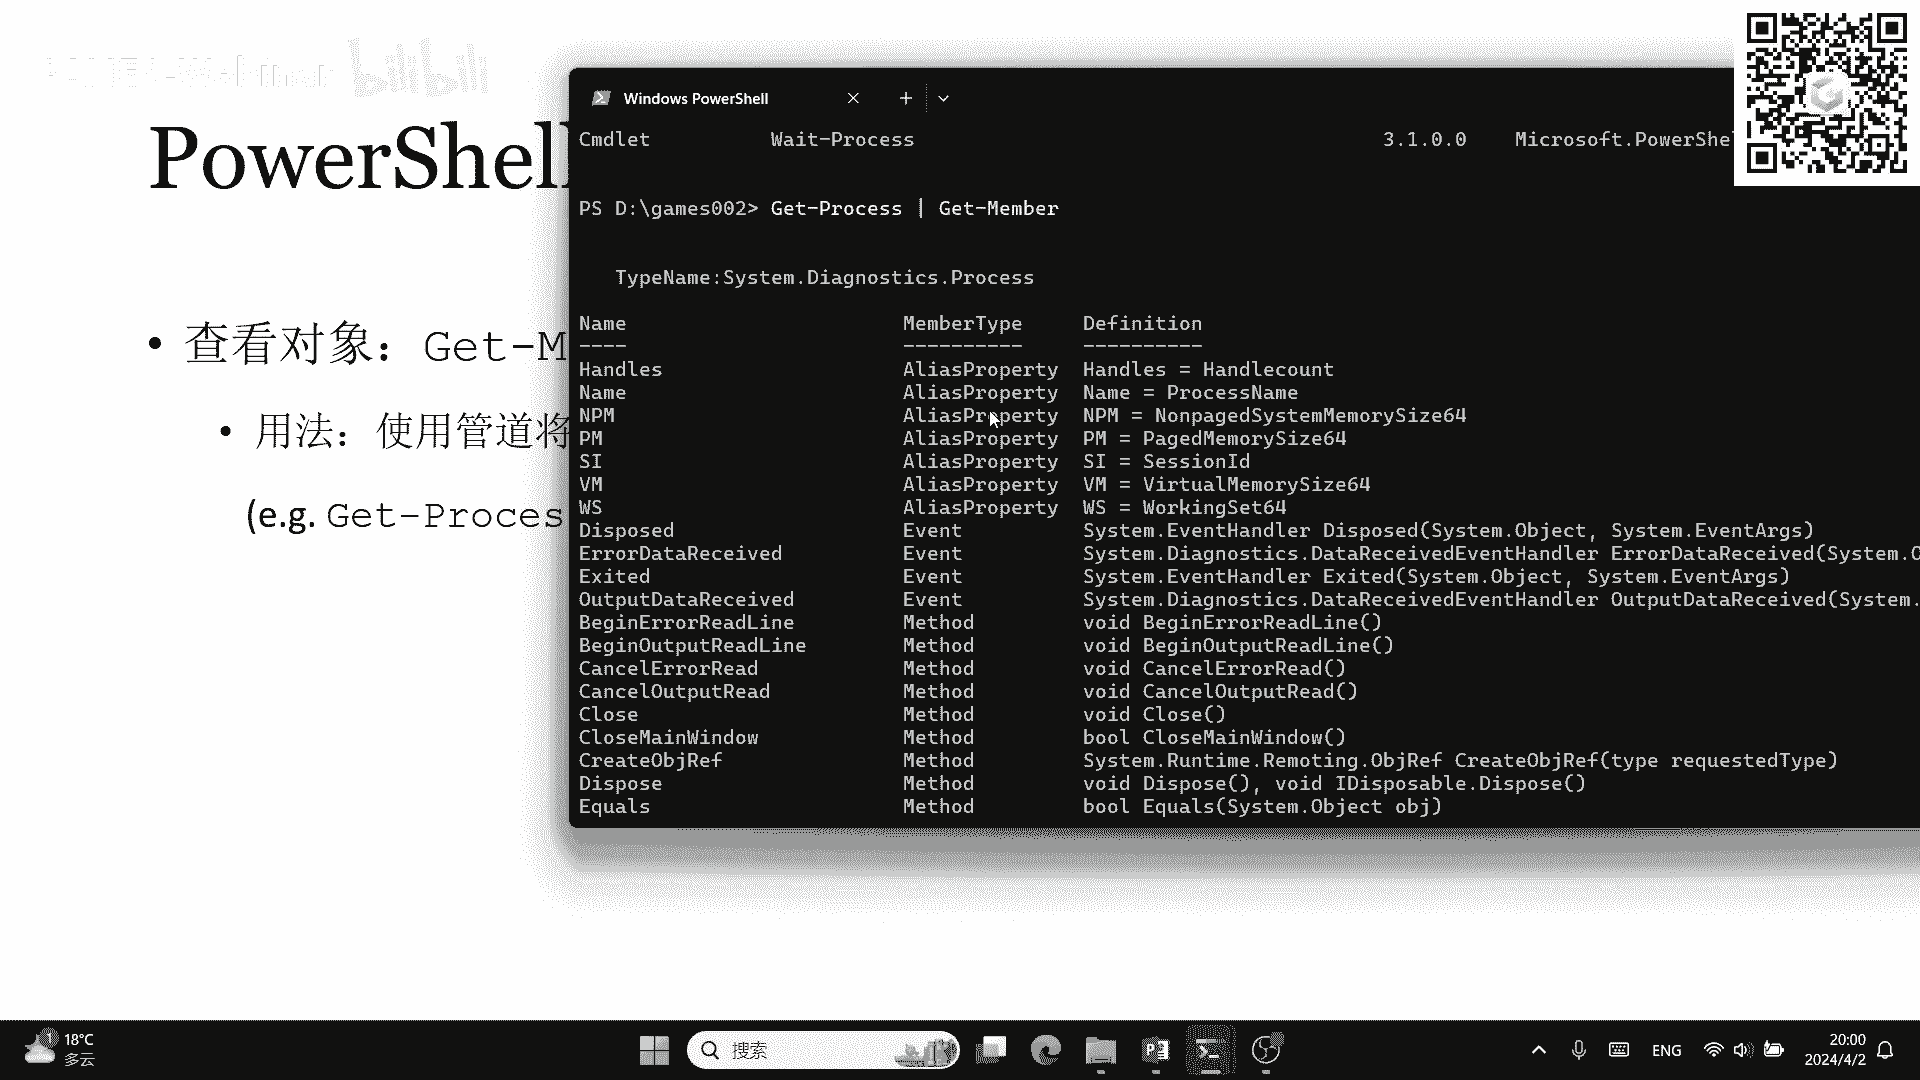 bilibili
PowerShell
• 查看对象：Get-M
• 用法：使用管道将
(e.g. Get-Proces
Windows PowerShell
Cmdlet Wait-Process 3.1.0.0 Microsoft.PowerShe
PS D:\games002> Get-Process | Get-Member
TypeName:System.Diagnostics.Process
Name MemberType Definition
---- ---------- ----------
Handles AliasProperty Handles = Handlecount
Name AliasProperty Name = ProcessName
NPM AliasProperty NPM = NonpagedSystemMemorySize64
PM AliasProperty PM = PagedMemorySize64
SI AliasProperty SI = SessionId
VM AliasProperty VM = VirtualMemorySize64
WS AliasProperty WS = WorkingSet64
Disposed Event System.EventHandler Disposed(System.Object, System.EventArgs)
ErrorDataReceived Event System.Diagnostics.DataReceivedEventHandler ErrorDataReceived(System.O
Exited Event System.EventHandler Exited(System.Object, System.EventArgs)
OutputDataReceived Event System.Diagnostics.DataReceivedEventHandler OutputDataReceived(System.
BeginErrorReadLine Method void BeginErrorReadLine()
BeginOutputReadLine Method void BeginOutputReadLine()
CancelErrorRead Method void CancelErrorRead()
CancelOutputRead Method void CancelOutputRead()
Close Method void Close()
CloseMainWindow Method bool CloseMainWindow()
CreateObjRef Method System.Runtime.Remoting.ObjRef CreateObjRef(type requestedType)
Dispose Method void Dispose(), void IDisposable.Dispose()
Equals Method bool Equals(System.Object obj)
1
18°C
多云
搜索
ENG
20:00
2024/4/2